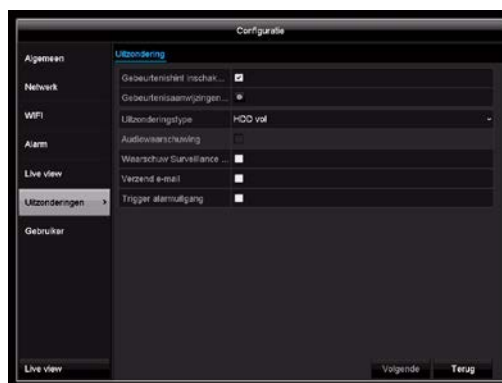 Configuratie
Algemeen
Netwerk
WIFI
Alarm
Live view
Uitzonderingen >
Gebruiker
Live view
Uitzondering
Gebeurtenishint inschak...
Gebeurtenisaanwijzingen...
Uitzonderingstype HDD vol
Audiowaarschuwing
Waarschuw Surveillance ...
Verzend e-mail
Trigger alarmuitgang
Volgende Terug